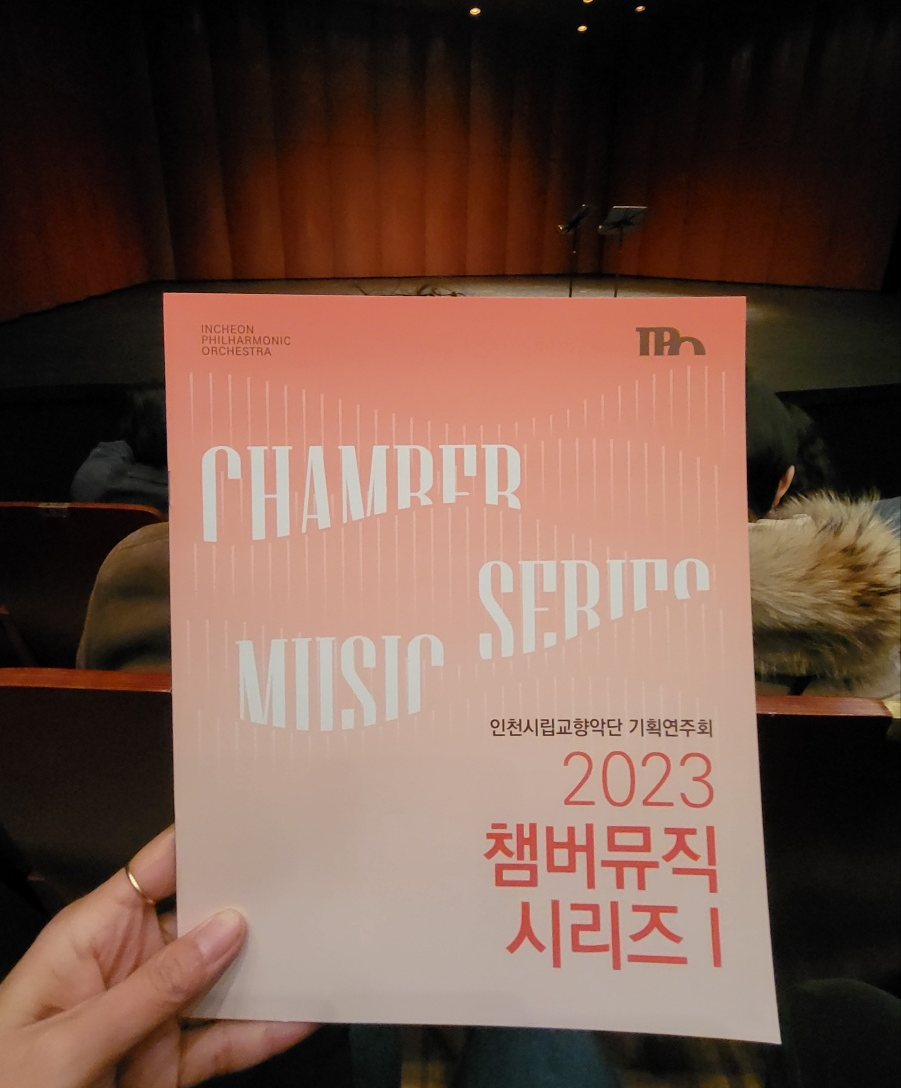 INCHEON
PHILHARMONIC
ORCHESTRA
IPh
CHAMBER
SERIES
MUSIC
인천시립교향악단 기획연주회
2023
챔버뮤직
시리즈 I